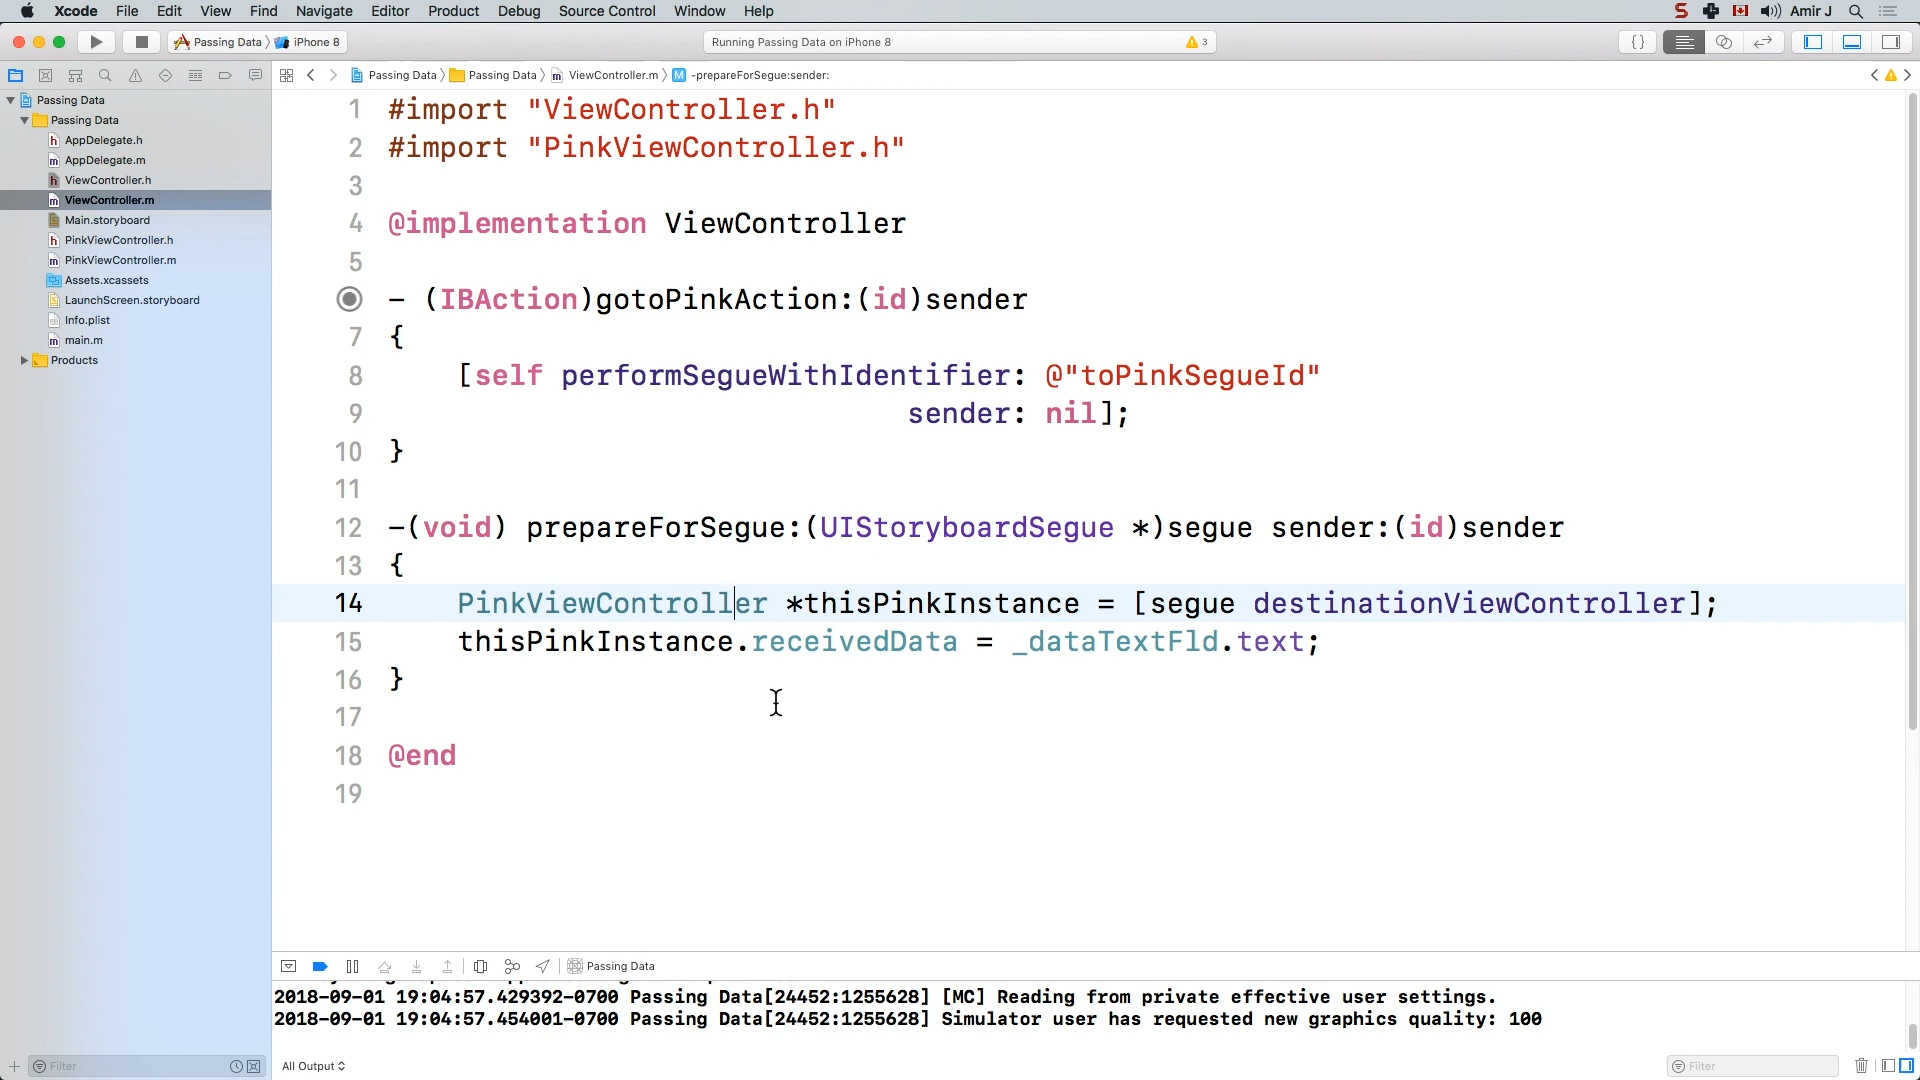 Xcode File Edit View Find Navigate Editor Product Debug Source Control Window Help Amir J
Passing Data iPhone 8 Running Passing Data on iPhone 8 3 {}
Passing Data Passing Data ViewController.m M -prepareForSegue:sender:
Passing Data
Passing Data
AppDelegate.h
AppDelegate.m
ViewController.h
ViewController.m
Main.storyboard
PinkViewController.h
PinkViewController.m
Assets.xcassets
LaunchScreen.storyboard
Info.plist
main.m
Products
1 #import "ViewController.h"
2 #import "PinkViewController.h"
3
4 @implementation ViewController
5
- (IBAction)gotoPinkAction:(id)sender
7 {
8 [self performSegueWithIdentifier: @"toPinkSegueId"
9 sender: nil];
10 }
11
12 -(void) prepareForSegue:(UIStoryboardSegue *)segue sender:(id)sender
13 {
14 PinkViewController *thisPinkInstance = [segue destinationViewController];
15 thisPinkInstance.receivedData = _dataTextFld.text;
16 }
17
18 @end
19
Passing Data
2018-09-01 19:04:57.429392-0700 Passing Data[24452:1255628] [MC] Reading from private effective user settings.
2018-09-01 19:04:57.454001-0700 Passing Data[24452:1255628] Simulator user has requested new graphics quality: 100
Filter All Output Filter